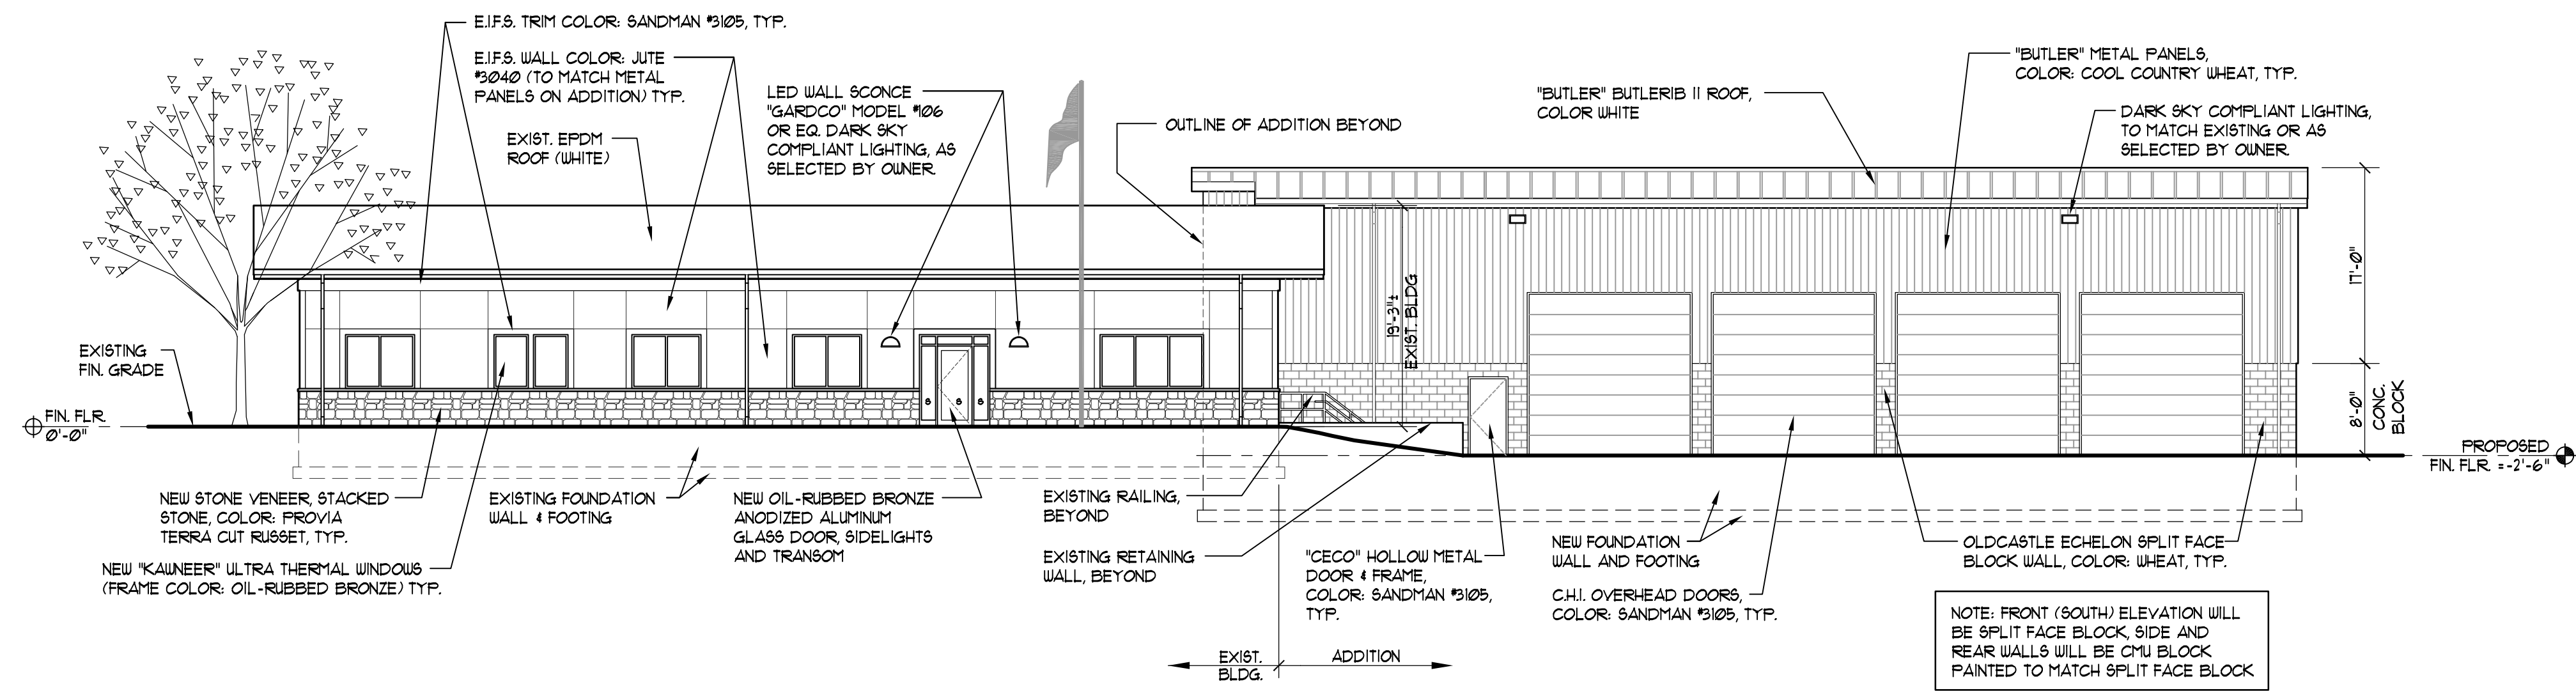 E.I.F.S. TRIM COLOR: SANDMAN #3105, TYP.
E.I.F.S. WALL COLOR: JUTE
#3040 (TO MATCH METAL
PANELS ON ADDITION) TYP.
EXIST. EPDM
ROOF (WHITE)
LED WALL SCONCE
"GARDCO" MODEL #106
OR EQ. DARK SKY
COMPLIANT LIGHTING, AS
SELECTED BY OWNER.
OUTLINE OF ADDITION BEYOND
"BUTLER" BUTLERIB II ROOF,
COLOR WHITE
"BUTLER" METAL PANELS,
COLOR: COOL COUNTRY WHEAT, TYP.
DARK SKY COMPLIANT LIGHTING,
TO MATCH EXISTING OR AS
SELECTED BY OWNER.
EXISTING
FIN. GRADE
FIN. FLR.
0'-0"
19'-3"±
EXIST. BLDG
17'-0"
8'-0"
CONC.
BLOCK
PROPOSED
FIN. FLR. = -2'-6"
S
S
S
NEW STONE VENEER, STACKED
STONE, COLOR: PROVIA
TERRA CUT RUSSET, TYP.
NEW "KAWNEER" ULTRA THERMAL WINDOWS
(FRAME COLOR: OIL-RUBBED BRONZE) TYP.
EXISTING FOUNDATION
WALL & FOOTING
NEW OIL-RUBBED BRONZE
ANODIZED ALUMINUM
GLASS DOOR, SIDELIGHTS
AND TRANSOM
EXISTING RAILING,
BEYOND
EXISTING RETAINING
WALL, BEYOND
"CECO" HOLLOW METAL
DOOR & FRAME,
COLOR: SANDMAN #3105,
TYP.
NEW FOUNDATION
WALL AND FOOTING
C.H.I. OVERHEAD DOORS,
COLOR: SANDMAN #3105, TYP.
OLDCASTLE ECHELON SPLIT FACE
BLOCK WALL, COLOR: WHEAT, TYP.
NOTE: FRONT (SOUTH) ELEVATION WILL
BE SPLIT FACE BLOCK, SIDE AND
REAR WALLS WILL BE CMU BLOCK
PAINTED TO MATCH SPLIT FACE BLOCK
EXIST.
BLDG.
ADDITION